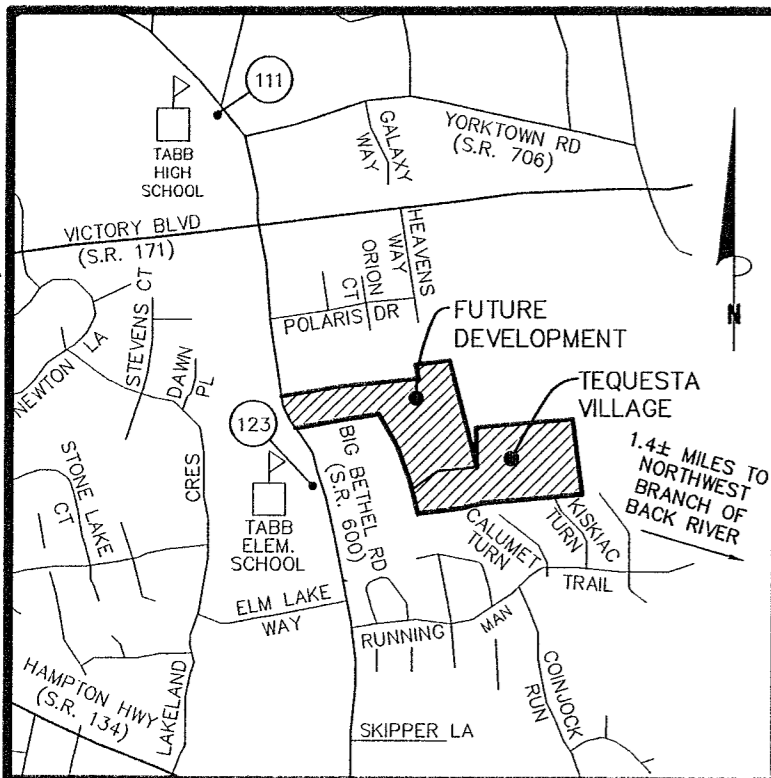 111
TABB
HIGH
SCHOOL
GALAXY
WAY
YORKTOWN RD
(S.R. 706)
VICTORY BLVD
(S.R. 171)
HEAVENS
WAY
ORION
CT
POLARIS DR
N
STEVENS CT
NEWTON LA
DAWN
PL
FUTURE
DEVELOPMENT
TEQUESTA
VILLAGE
123
BIG BETHEL RD
(S.R. 600)
1.4± MILES TO
NORTHWEST
BRANCH OF
BACK RIVER
STONE LAKE
CT
CRES
TABB
ELEM.
SCHOOL
CALUMET
TURN
KISKIAC
TURN
TRAIL
ELM LAKE
WAY
RUNNING
MAN
HAMPTON HWY
(S.R. 134)
LAKELAND
COINJOCK
RUN
SKIPPER LA